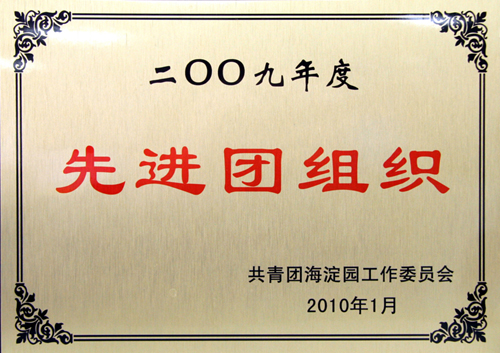 二〇〇九年度
先进团组织
共青团海淀园工作委员会
2010年1月